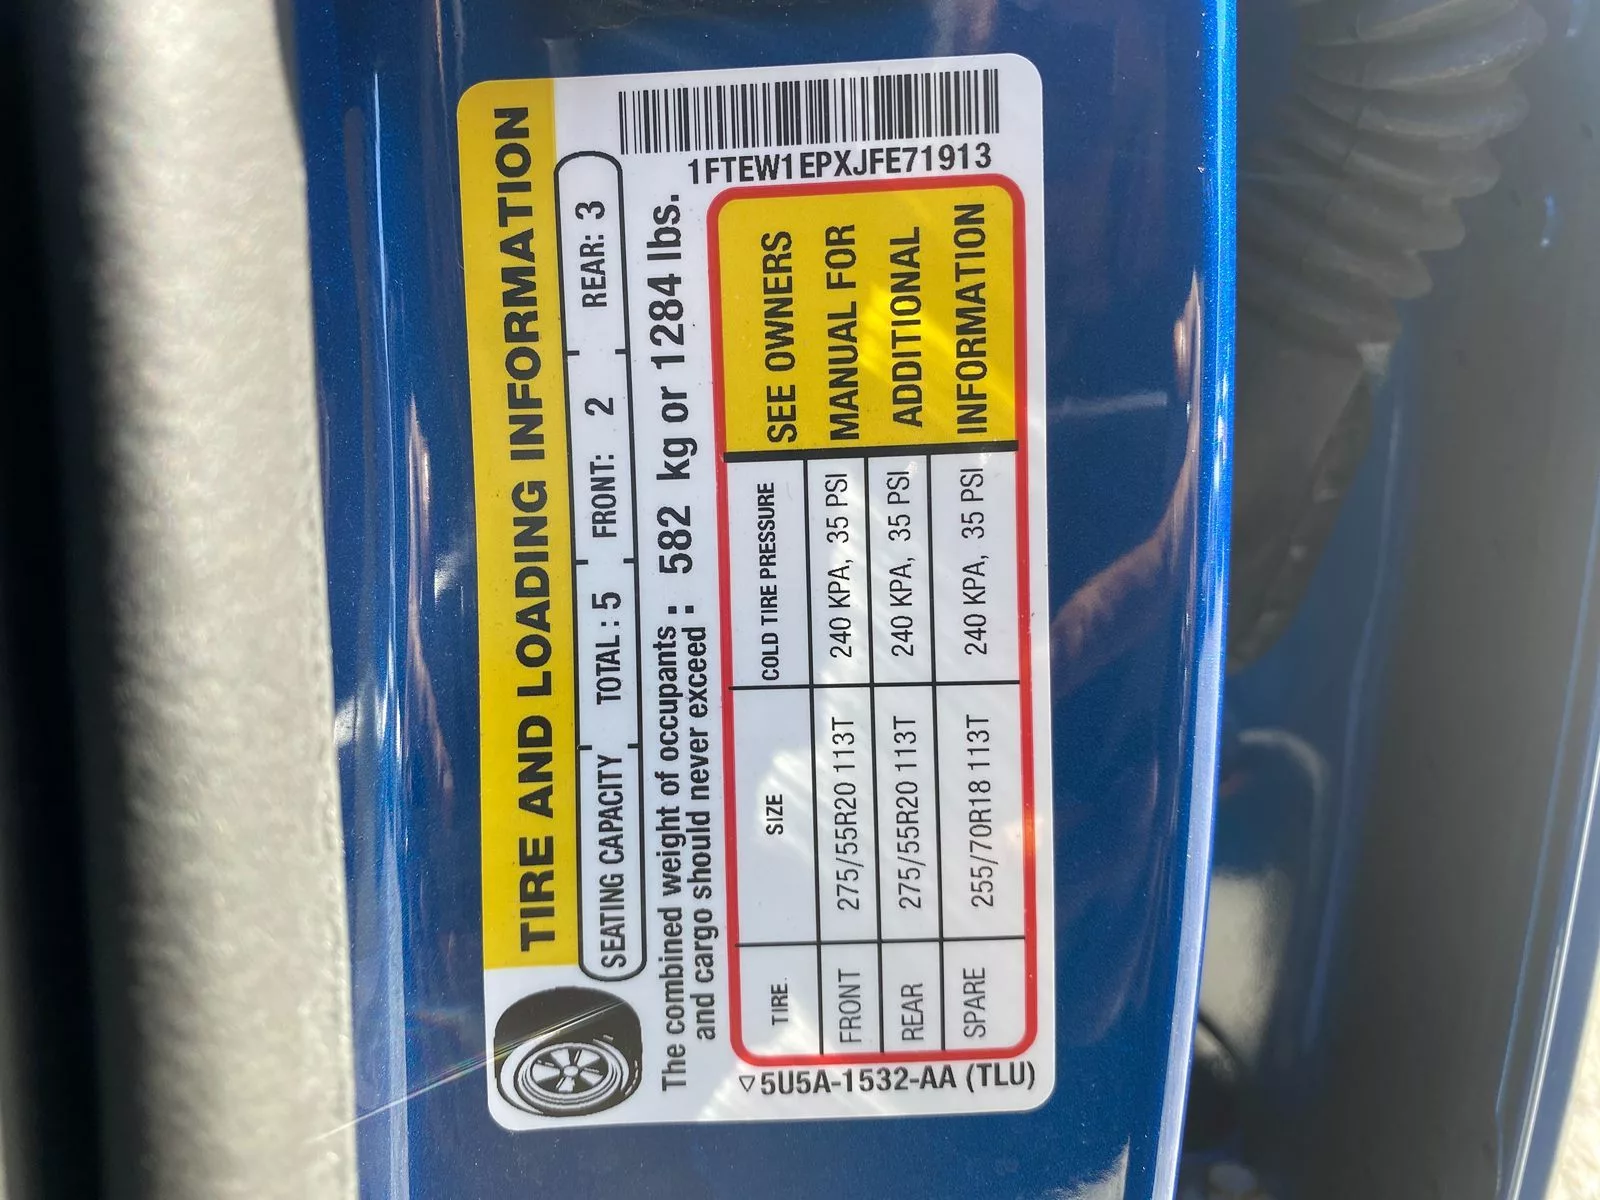 TIRE AND LOADING INFORMATION
SEATING CAPACITY TOTAL : 5 FRONT: 2 REAR: 3
The combined weight of occupants and cargo should never exceed : 582 kg or 1284 lbs.
1FTEW1EPXJFE71913
TIRE SIZE COLD TIRE PRESSURE
FRONT 275/55R20 113T 240 KPA, 35 PSI
REAR 275/55R20 113T 240 KPA, 35 PSI
SPARE 255/70R18 113T 240 KPA, 35 PSI
SEE OWNERS
MANUAL FOR
ADDITIONAL
INFORMATION
5U5A-1532-AA (TLU)